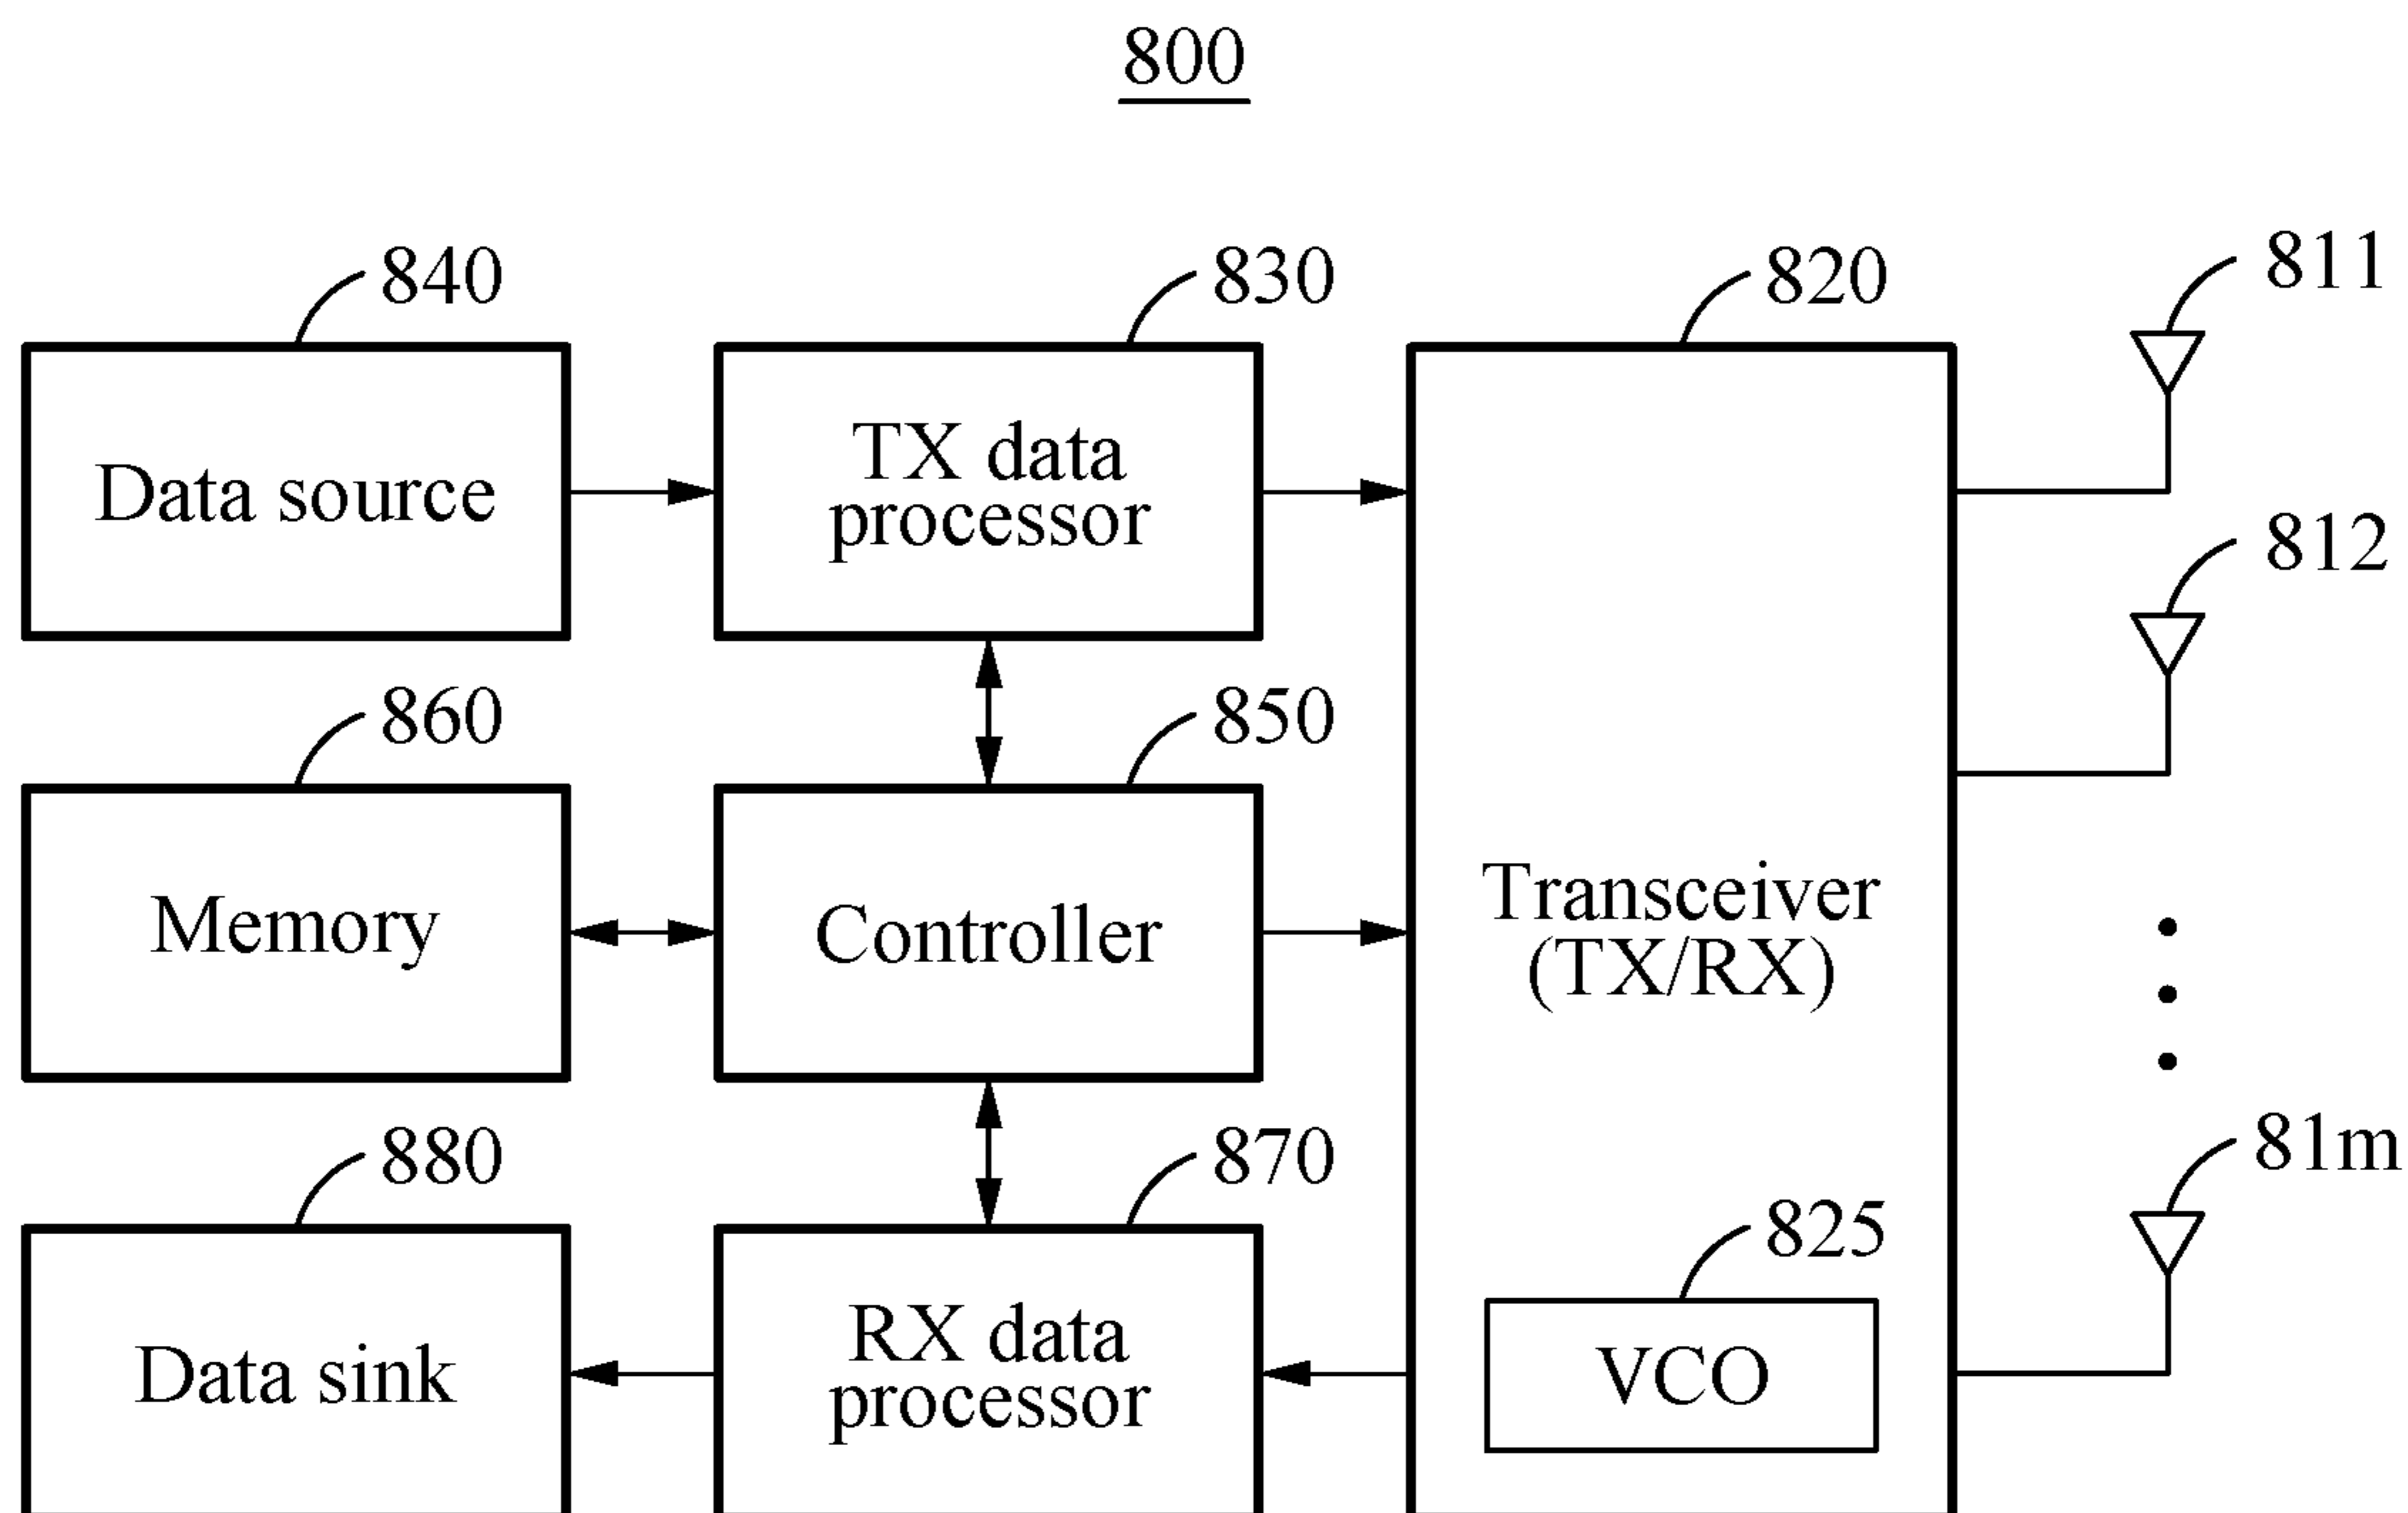 800
840
830
820
811
Data source
TX data
processor
812
860
850
Memory
Controller
Transceiver
(TX/RX)
880
870
81m
825
Data sink
RX data
processor
VCO